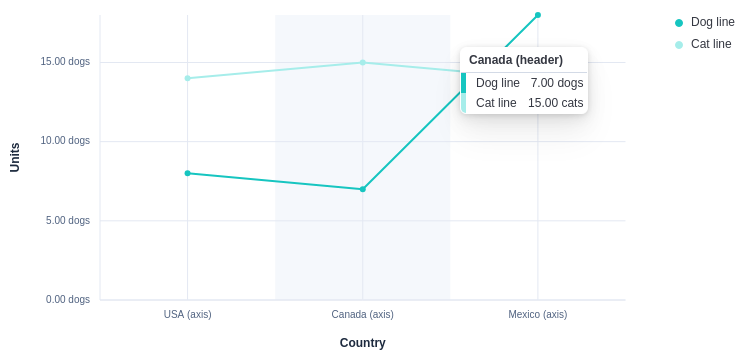 Dog line
Cat line
15.00 dogs
10.00 dogs
5.00 dogs
0.00 dogs
Units
Canada (header)
Dog line 7.00 dogs
Cat line 15.00 cats
USA (axis) Canada (axis) Mexico (axis)
Country